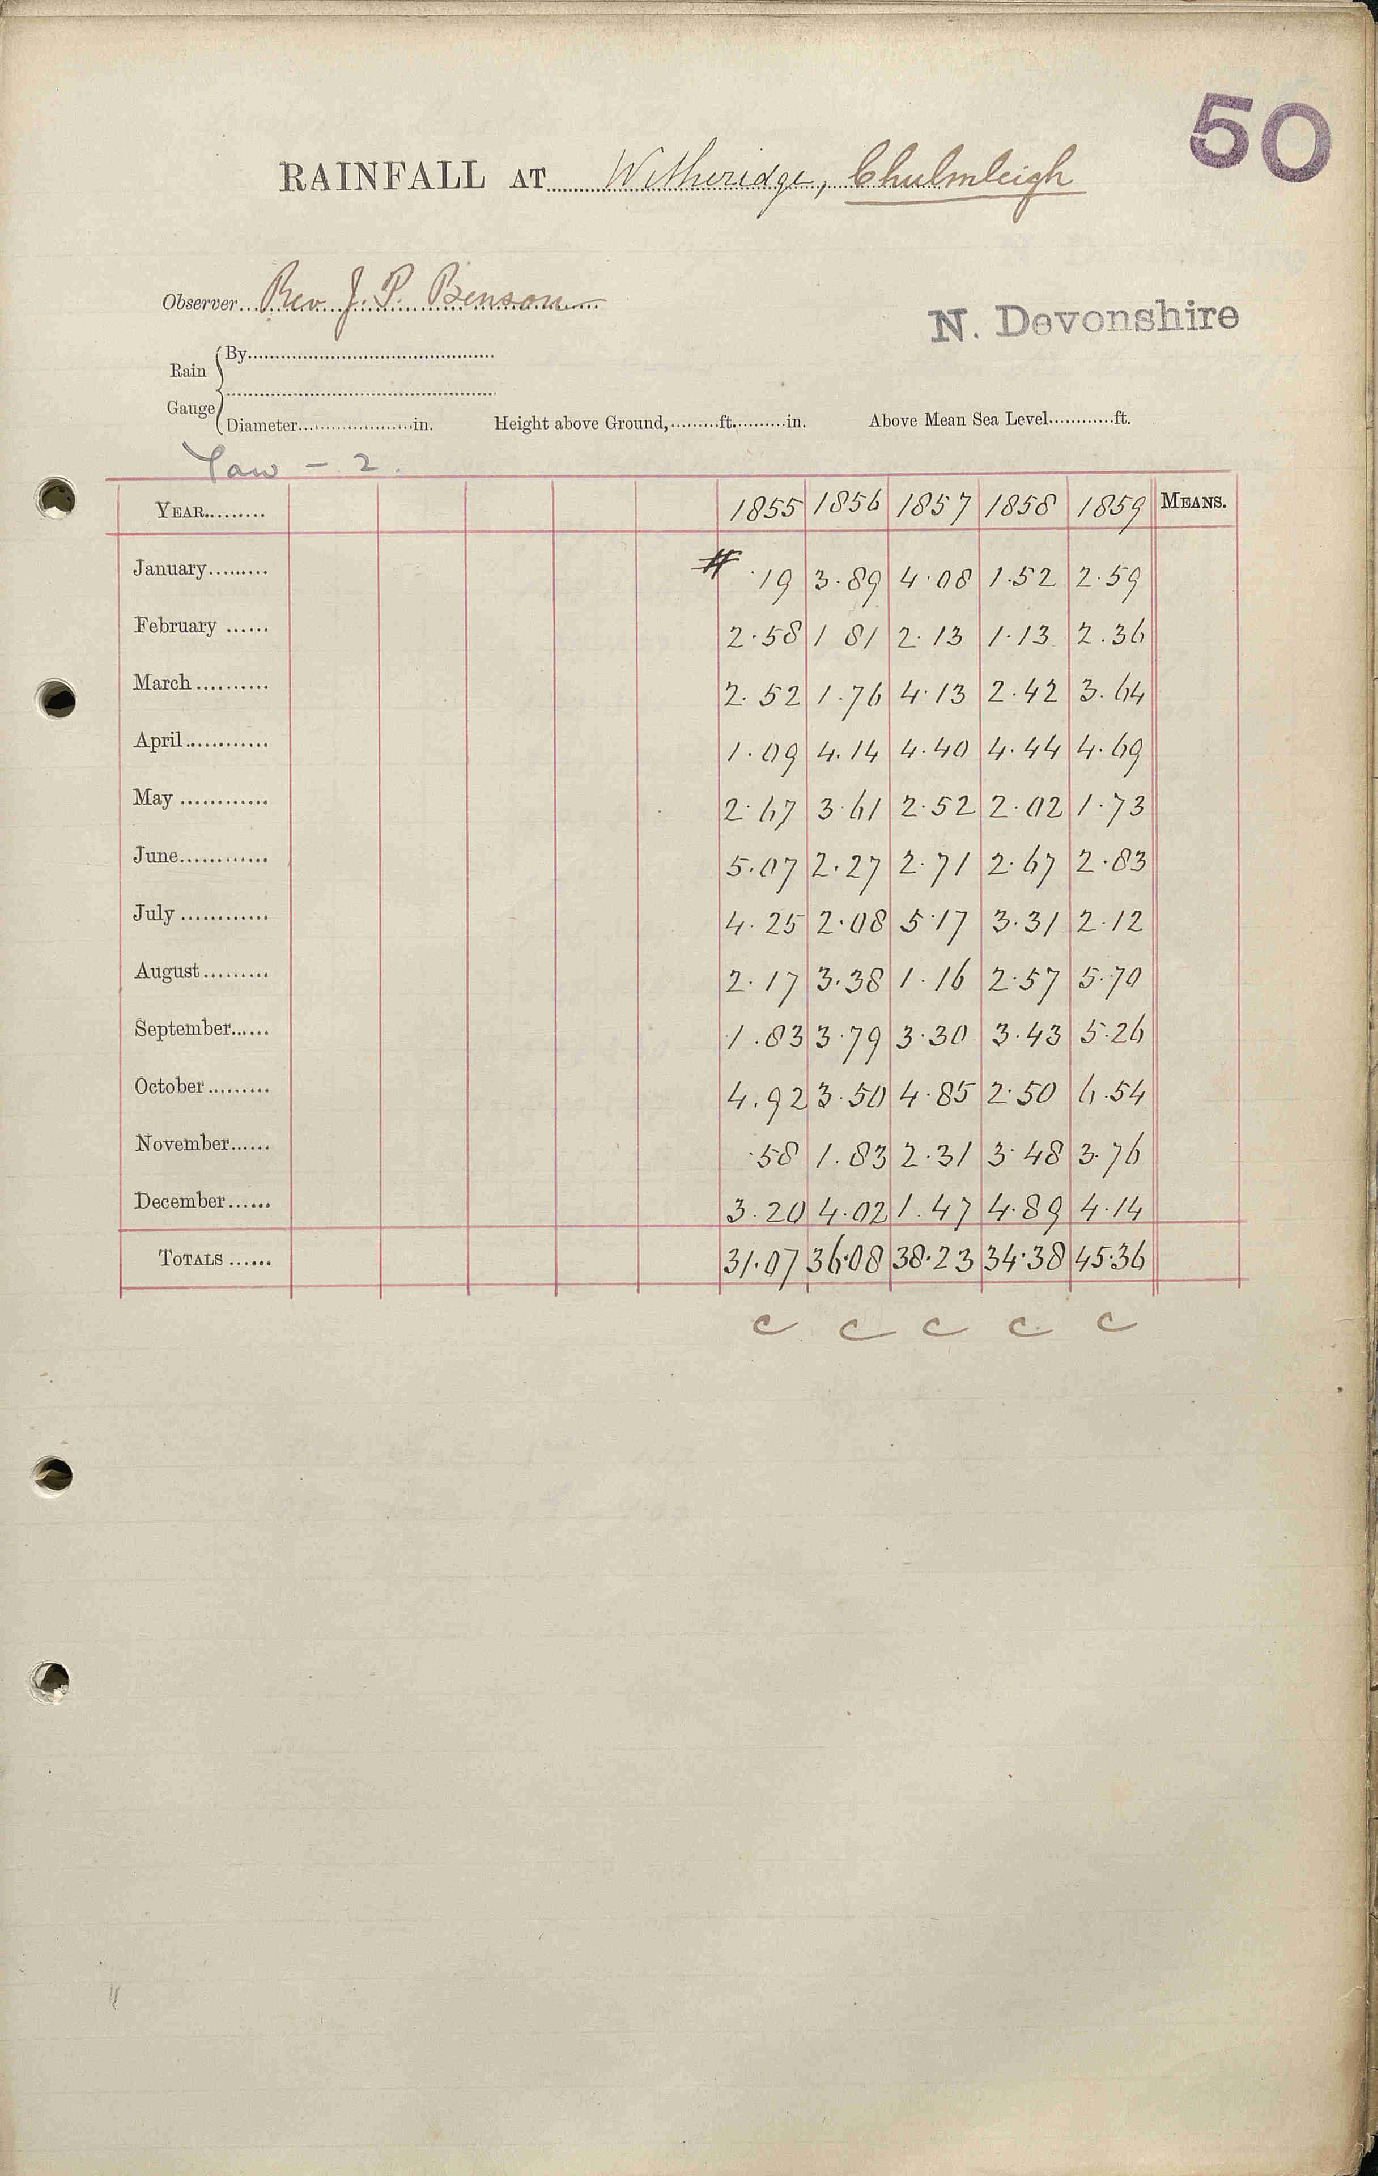 50
RAINFALL AT Witheridge, Chulmleigh
Observer Rev. J. P. Benson
N. Devonshire
Rain Gauge
By
Diameter in. Height above Ground, ft. in. Above Mean Sea Level ft.
Taw - 2.
YEAR 1855 1856 1857 1858 1859 MEANS.
January # .19 3.89 4.08 1.52 2.59
February 2.58 1 81 2.13 1.13 2.36
March 2.52 1.76 4.13 2.42 3.64
April 1.09 4.14 4.40 4.44 4.69
May 2.67 3.61 2.52 2.02 1.73
June 5.07 2.27 2.71 2.67 2.83
July 4.25 2.08 5.17 3.31 2.12
August 2.17 3.38 1.16 2.57 5.70
September 1.83 3.79 3.30 3.43 5.26
October 4.92 3.50 4.85 2.50 6.54
November .58 1.83 2.31 3.48 3.76
December 3.20 4.02 1.47 4.89 4.14
TOTALS 31.07 36.08 38.23 34.38 45.36
c c c c c